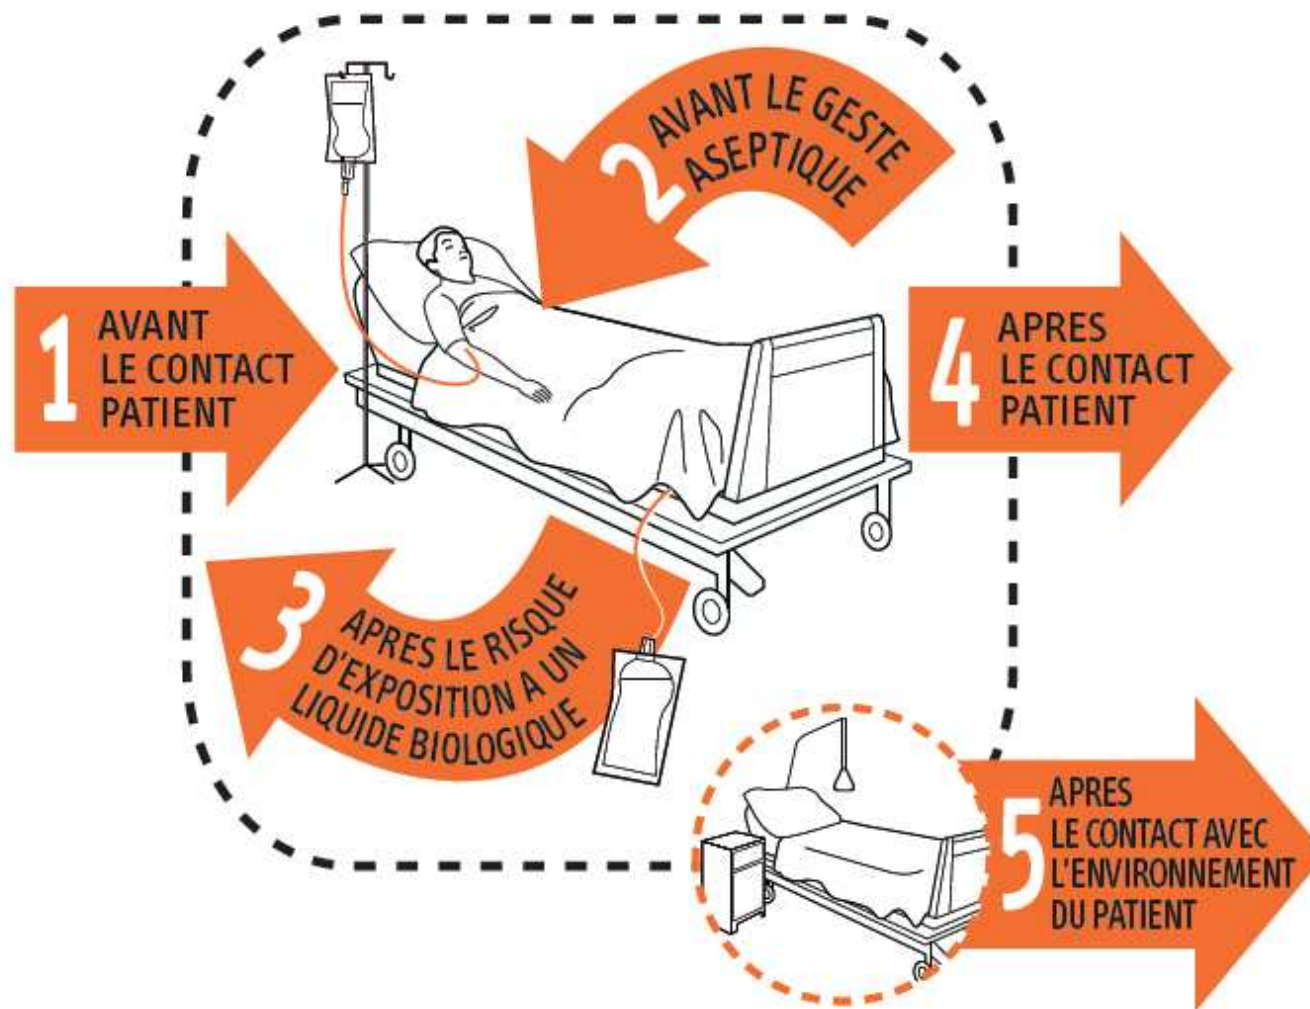 1
AVANT
LE CONTACT
PATIENT
2
AVANT LE GESTE
ASEPTIQUE
3
APRES LE RISQUE
D'EXPOSITION A UN
LIQUIDE BIOLOGIQUE
4
APRES
LE CONTACT
PATIENT
5
APRES
LE CONTACT AVEC
L'ENVIRONNEMENT
DU PATIENT